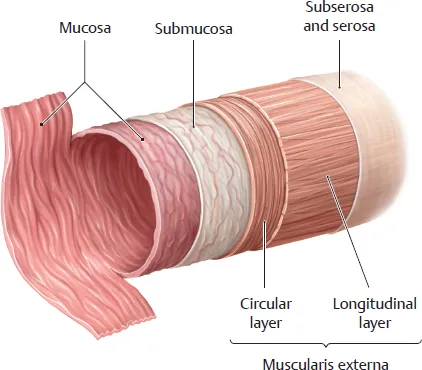 Mucosa
Submucosa
Subserosa
and serosa
Circular
layer
Longitudinal
layer
Muscularis externa